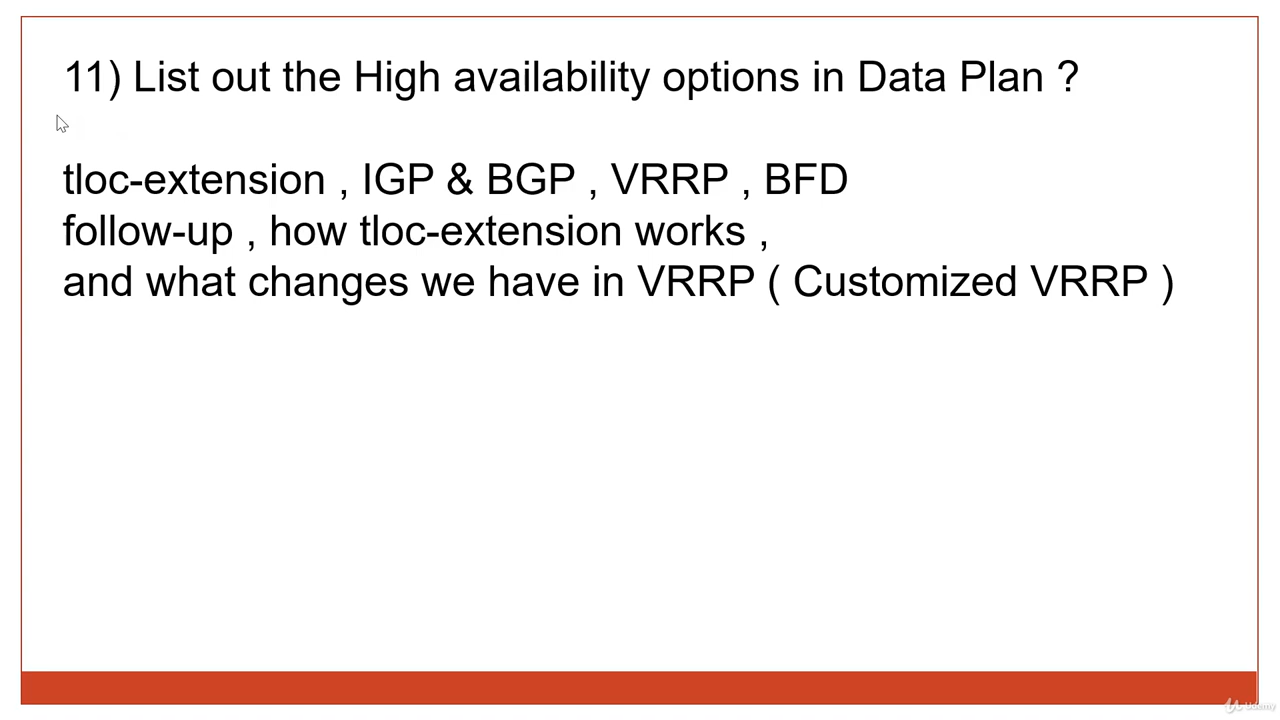 11) List out the High availability options in Data Plan ?
tloc-extension , IGP & BGP , VRRP , BFD
follow-up , how tloc-extension works ,
and what changes we have in VRRP ( Customized VRRP )
Udemy